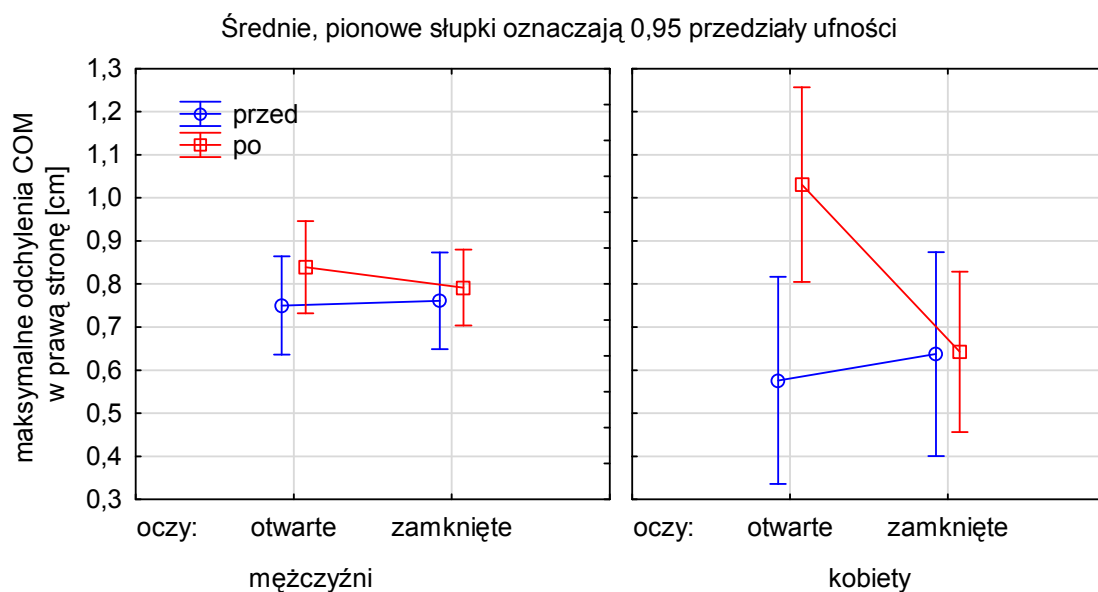 Średnie, pionowe słupki oznaczają 0,95 przedziały ufności
maksymalne odchylenia COM
w prawą stronę [cm]
1,3
1,2
1,1
1,0
0,9
0,8
0,7
0,6
0,5
0,4
0,3
przed
po
oczy: otwarte zamknięte
mężczyźni
oczy: otwarte zamknięte
kobiety